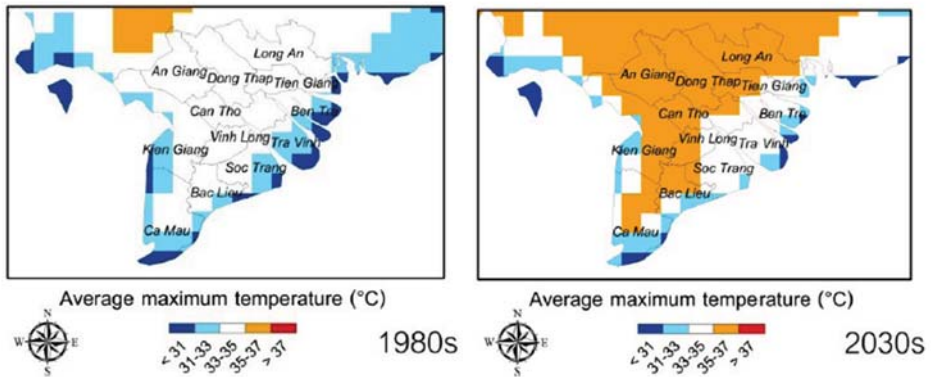 Long An
An Giang
Dong Thap
Tien Giang
Can Tho
Ben Tre
Vinh Long
Tra Vinh
Kien Giang
Soc Trang
Bac Lieu
Ca Mau
Average maximum temperature (°C)
N
W E
S
< 31
31-33
33-35
35-37
> 37
1980s
Long An
An Giang
Dong Thap
Tien Giang
Can Tho
Ben Tre
Vinh Long
Tra Vinh
Kien Giang
Soc Trang
Bac Lieu
Ca Mau
Average maximum temperature (°C)
N
W E
S
< 31
31-33
33-35
35-37
> 37
2030s